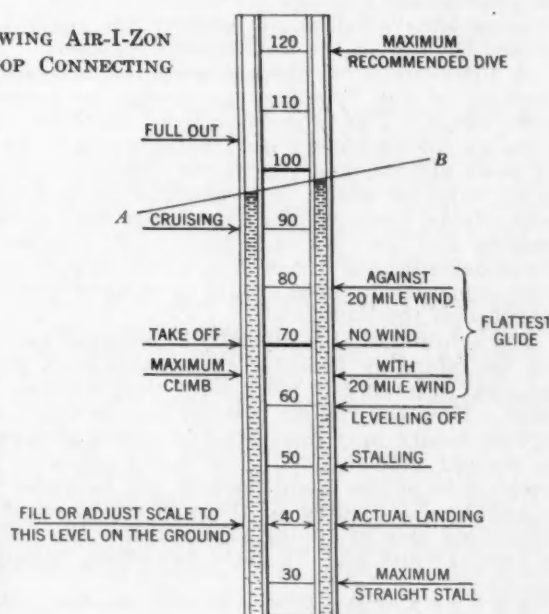 WING AIR-I-ZON
OP CONNECTING
120
MAXIMUM
RECOMMENDED DIVE
110
FULL OUT
100
B
A
CRUISING
90
80
AGAINST
20 MILE WIND
FLATTEST
GLIDE
TAKE OFF
70
NO WIND
MAXIMUM
CLIMB
WITH
20 MILE WIND
60
LEVELLING OFF
50
STALLING
FILL OR ADJUST SCALE TO
THIS LEVEL ON THE GROUND
40
ACTUAL LANDING
30
MAXIMUM
STRAIGHT STALL